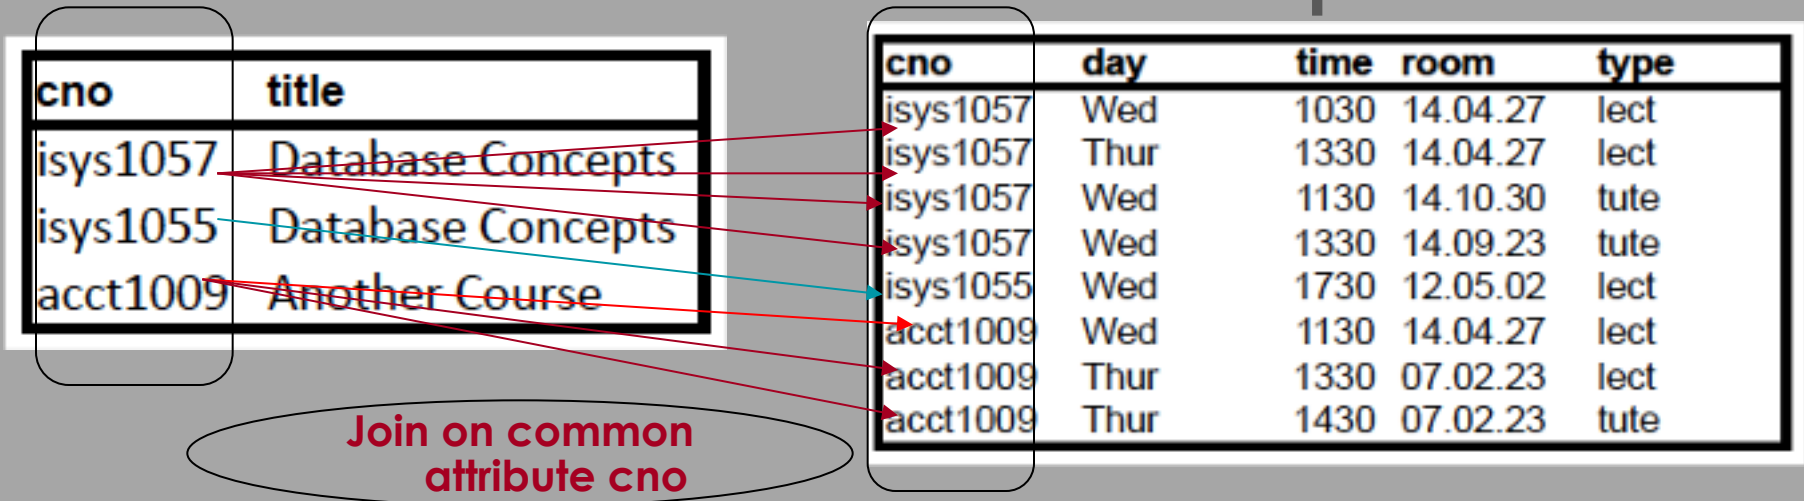 cno title
isys1057 Database Concepts
isys1055 Database Concepts
acct1009 Another Course
cno day time room type
isys1057 Wed 1030 14.04.27 lect
isys1057 Thur 1330 14.04.27 lect
isys1057 Wed 1130 14.10.30 tute
isys1057 Wed 1330 14.09.23 tute
isys1055 Wed 1730 12.05.02 lect
acct1009 Wed 1130 14.04.27 lect
acct1009 Thur 1330 07.02.23 lect
acct1009 Thur 1430 07.02.23 tute
Join on common
attribute cno